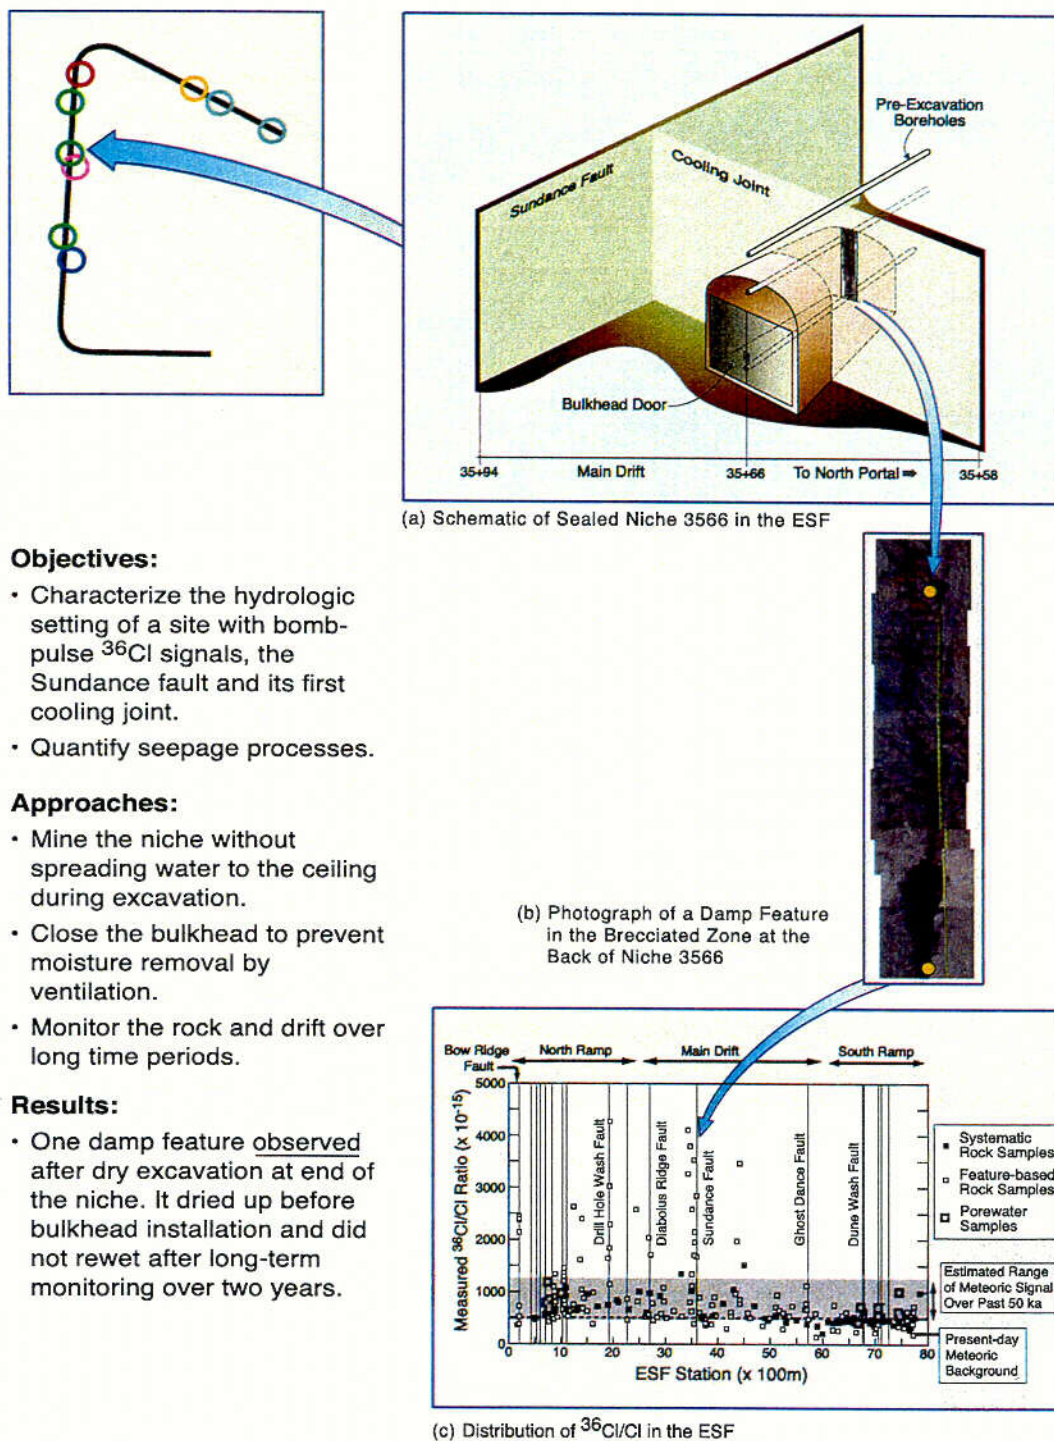 Pre-Excavation
Boreholes
Sundance Fault
Cooling Joint
Bulkhead Door
35+94
Main Drift
35+66
To North Portal ⇒
35+58
(a) Schematic of Sealed Niche 3566 in the ESF
Objectives:
• Characterize the hydrologic
setting of a site with bomb-
pulse ³⁶Cl signals, the
Sundance fault and its first
cooling joint.
• Quantify seepage processes.
Approaches:
• Mine the niche without
spreading water to the ceiling
during excavation.
• Close the bulkhead to prevent
moisture removal by
ventilation.
• Monitor the rock and drift over
long time periods.
Results:
• One damp feature observed
after dry excavation at end of
the niche. It dried up before
bulkhead installation and did
not rewet after long-term
monitoring over two years.
(b) Photograph of a Damp Feature
in the Brecciated Zone at the
Back of Niche 3566
Bow Ridge
Fault
North Ramp
Main Drift
South Ramp
Measured ³⁶Cl/Cl Ratio (x 10⁻¹⁵)
5000
4000
3000
2000
1000
0
Drill Hole Wash Fault
Diabolus Ridge Fault
Sundance Fault
Ghost Dance Fault
Dune Wash Fault
0 10 20 30 40 50 60 70 80
ESF Station (x 100m)
Systematic
Rock Samples
Feature-based
Rock Samples
Porewater
Samples
Estimated Range
of Meteoric Signal
Over Past 50 ka
Present-day
Meteoric
Background
(c) Distribution of ³⁶Cl/Cl in the ESF